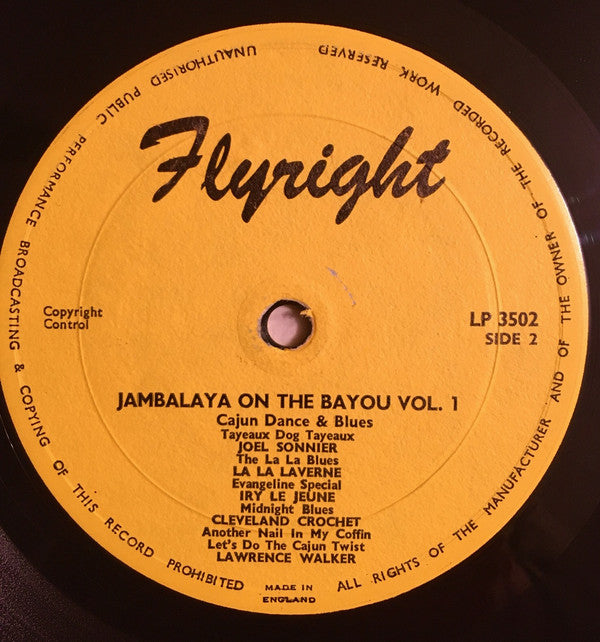 Flyright
Copyright
Control
LP 3502
SIDE 2
JAMBALAYA ON THE BAYOU VOL. 1
Cajun Dance & Blues
Tayeaux Dog Tayeaux
JOEL SONNIER
The La La Blues
LA LA LAVERNE
Evangeline Special
IRY LE JEUNE
Midnight Blues
CLEVELAND CROCHET
Another Nail In My Coffin
Let's Do The Cajun Twist
LAWRENCE WALKER
MADE IN
ENGLAND
ALL RIGHTS OF THE MANUFACTURER AND OF THE OWNER OF THE RECORDED WORK RESERVED
UNAUTHORISED PUBLIC PERFORMANCE BROADCASTING & COPYING OF THIS RECORD PROHIBITED